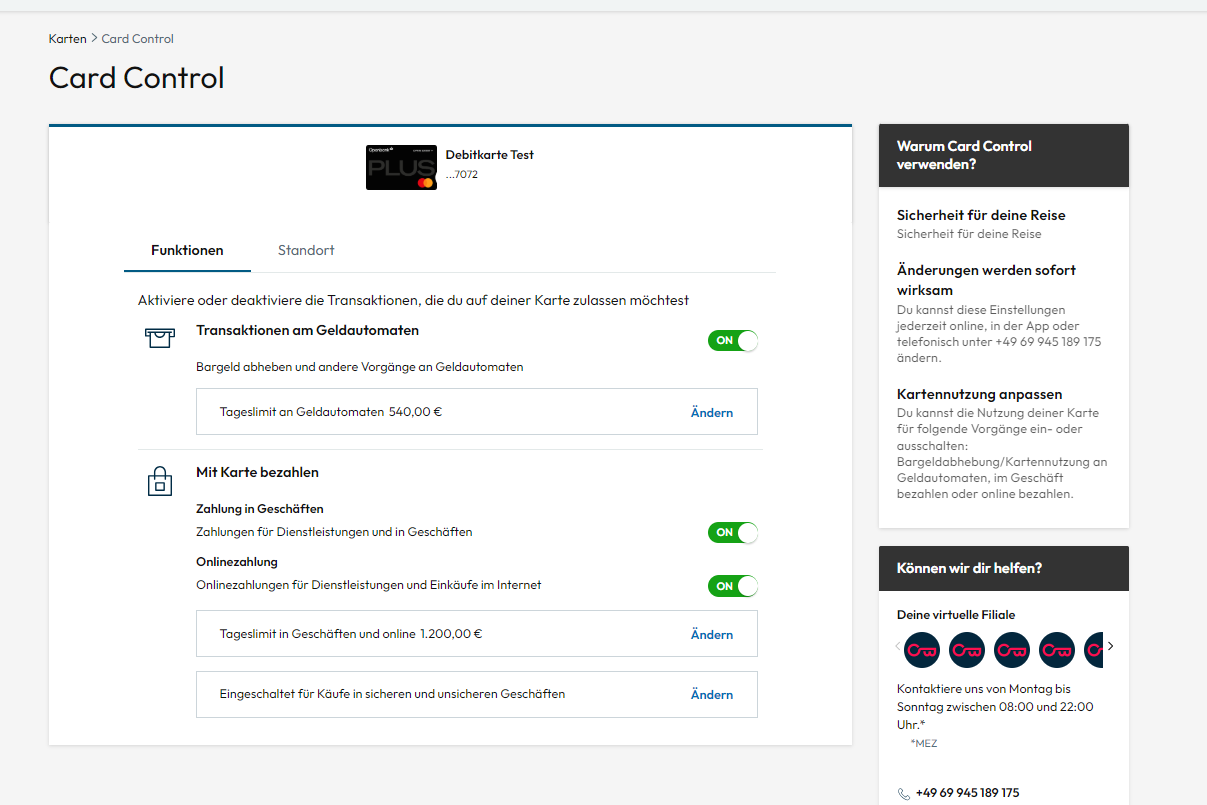 Karten > Card Control
Card Control
Openbank
PLUS
Debitkarte Test
...7072
Funktionen
Standort
Aktiviere oder deaktiviere die Transaktionen, die du auf deiner Karte zulassen möchtest
Transaktionen am Geldautomaten
ON
Bargeld abheben und andere Vorgänge an Geldautomaten
Tageslimit an Geldautomaten 540,00 €
Ändern
Mit Karte bezahlen
Zahlung in Geschäften
Zahlungen für Dienstleistungen und in Geschäften
ON
Onlinezahlung
Onlinezahlungen für Dienstleistungen und Einkäufe im Internet
ON
Tageslimit in Geschäften und online 1.200,00 €
Ändern
Eingeschaltet für Käufe in sicheren und unsicheren Geschäften
Ändern
Warum Card Control
verwenden?
Sicherheit für deine Reise
Sicherheit für deine Reise
Änderungen werden sofort
wirksam
Du kannst diese Einstellungen
jederzeit online, in der App oder
telefonisch unter +49 69 945 189 175
ändern.
Kartennutzung anpassen
Du kannst die Nutzung deiner Karte
für folgende Vorgänge ein- oder
ausschalten:
Bargeldabhebung/Kartennutzung an
Geldautomaten, im Geschäft
bezahlen oder online bezahlen.
Können wir dir helfen?
Deine virtuelle Filiale
Kontaktiere uns von Montag bis
Sonntag zwischen 08:00 und 22:00
Uhr.*
*MEZ
+49 69 945 189 175